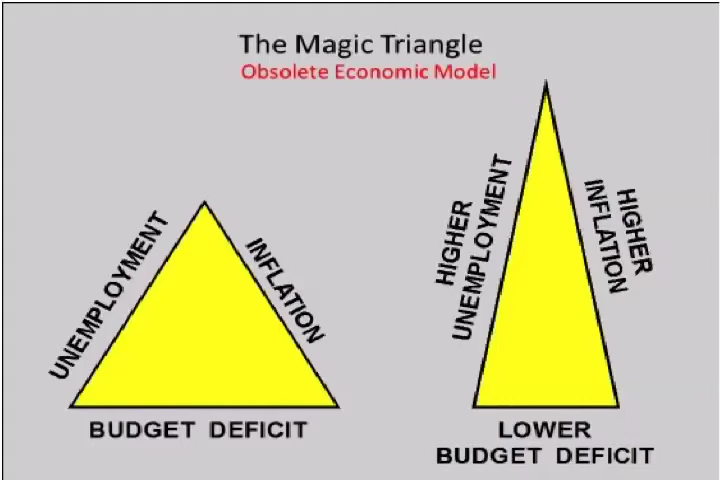 The Magic Triangle
Obsolete Economic Model
UNEMPLOYMENT
INFLATION
BUDGET DEFICIT
HIGHER
UNEMPLOYMENT
HIGHER
INFLATION
LOWER
BUDGET DEFICIT